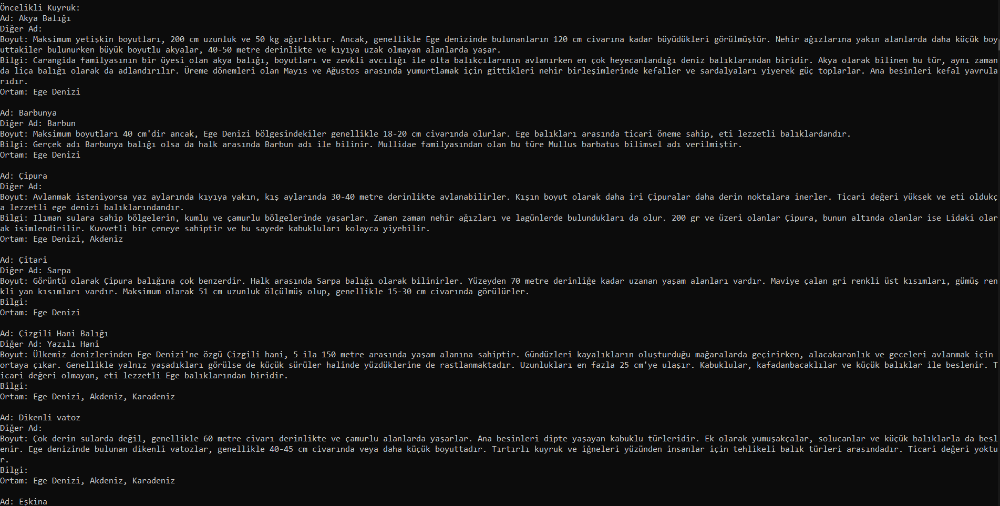 Öncelikli Kuyruk:
Ad: Akya Balığı
Diğer Ad:
Boyut: Maksimum yetişkin boyutları, 200 cm uzunluk ve 50 kg ağırlıktır. Ancak, genellikle Ege denizinde bulunanların 120 cm civarına kadar büyüdükleri görülmüştür. Nehir ağızlarına yakın alanlarda daha küçük boy
uttakiler bulunurken büyük boyutlu akyalar, 40-50 metre derinlikte ve kıyıya uzak olmayan alanlarda yaşar.
Bilgi: Carangida familyasının bir üyesi olan akya balığı, boyutları ve zevkli avcılığı ile olta balıkçılarının avlanırken en çok heyecanlandığı deniz balıklarından biridir. Akya olarak bilinen bu tür, aynı zaman
da liça balığı olarak da adlandırılır. Üreme dönemleri olan Mayıs ve Ağustos arasında yumurtlamak için gittikleri nehir birleşimlerinde kefaller ve sardalyaları yiyerek güç toplarlar. Ana besinleri kefal yavrula
rıdır.
Ortam: Ege Denizi

Ad: Barbunya
Diğer Ad: Barbun
Boyut: Maksimum boyutları 40 cm'dir ancak, Ege Denizi bölgesindekiler genellikle 18-20 cm civarında olurlar. Ege balıkları arasında ticari öneme sahip, eti lezzetli balıklardandır.
Bilgi: Gerçek adı Barbunya balığı olsa da halk arasında Barbun adı ile bilinir. Mullidae familyasından olan bu türe Mullus barbatus bilimsel adı verilmiştir.
Ortam: Ege Denizi

Ad: Çipura
Diğer Ad:
Boyut: Avlanmak isteniyorsa yaz aylarında kıyıya yakın, kış aylarında 30-40 metre derinlikte avlanabilirler. Kışın boyut olarak daha iri Çipuralar daha derin noktalara inerler. Ticari değeri yüksek ve eti oldukç
a lezzetli ege denizi balıklarındandır.
Bilgi: Ilıman sulara sahip bölgelerin, kumlu ve çamurlu bölgelerinde yaşarlar. Zaman zaman nehir ağızları ve lagünlerde bulundukları da olur. 200 gr ve üzeri olanlar Çipura, bunun altında olanlar ise Lidaki olar
ak isimlendirilir. Kuvvetli bir çeneye sahiptir ve bu sayede kabukluları kolayca yiyebilir.
Ortam: Ege Denizi, Akdeniz

Ad: Çitari
Diğer Ad: Sarpa
Boyut: Görüntü olarak Çipura balığına çok benzerdir. Halk arasında Sarpa balığı olarak bilinirler. Yüzeyden 70 metre derinliğe kadar uzanan yaşam alanları vardır. Maviye çalan gri renkli üst kısımları, gümüş ren
kli yan kısımları vardır. Maksimum olarak 51 cm uzunluk ölçülmüş olup, genellikle 15-30 cm civarında görülürler.
Bilgi:
Ortam: Ege Denizi

Ad: Çizgili Hani Balığı
Diğer Ad: Yazılı Hani
Boyut: Ülkemiz denizlerinden Ege Denizi'ne özgü Çizgili hani, 5 ila 150 metre arasında yaşam alanına sahiptir. Gündüzleri kayalıkların oluşturduğu mağaralarda geçirirken, alacakaranlık ve geceleri avlanmak için
ortaya çıkar. Genellikle yalnız yaşadıkları görülse de küçük sürüler halinde yüzdüklerine de rastlanmaktadır. Uzunlukları en fazla 25 cm'ye ulaşır. Kabuklular, kafadanbacaklılar ve küçük balıklar ile beslenir. T
icari değeri olmayan, eti lezzetli Ege balıklarından biridir.
Bilgi:
Ortam: Ege Denizi, Akdeniz, Karadeniz

Ad: Dikenli vatoz
Diğer Ad:
Boyut: Çok derin sularda değil, genellikle 60 metre civarı derinlikte ve çamurlu alanlarda yaşarlar. Ana besinleri dipte yaşayan kabuklu türleridir. Ek olarak yumuşakçalar, solucanlar ve küçük balıklarla da besl
enir. Ege denizinde bulunan dikenli vatozlar, genellikle 40-45 cm civarında veya daha küçük boyuttadır. Tırtırlı kuyruk ve iğneleri yüzünden insanlar için tehlikeli balık türleri arasındadır. Ticari değeri yoktu
r.
Bilgi:
Ortam: Ege Denizi, Akdeniz, Karadeniz

Ad: Eşkina